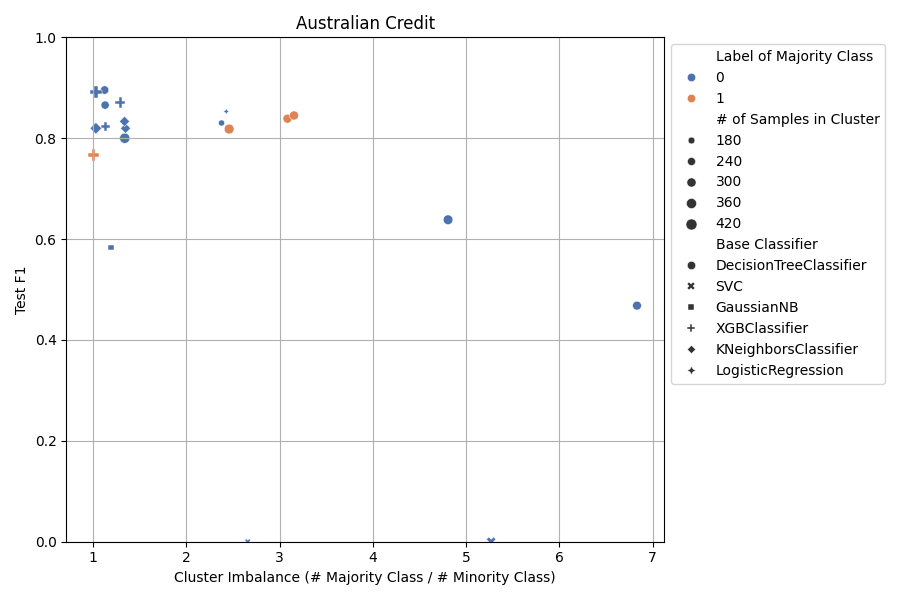 Australian Credit
Test F1
1.0
0.8
0.6
0.4
0.2
0.0
1
2
3
4
5
6
7
Cluster Imbalance (# Majority Class / # Minority Class)
Label of Majority Class
0
1
# of Samples in Cluster
180
240
300
360
420
Base Classifier
DecisionTreeClassifier
SVC
GaussianNB
XGBClassifier
KNeighborsClassifier
LogisticRegression